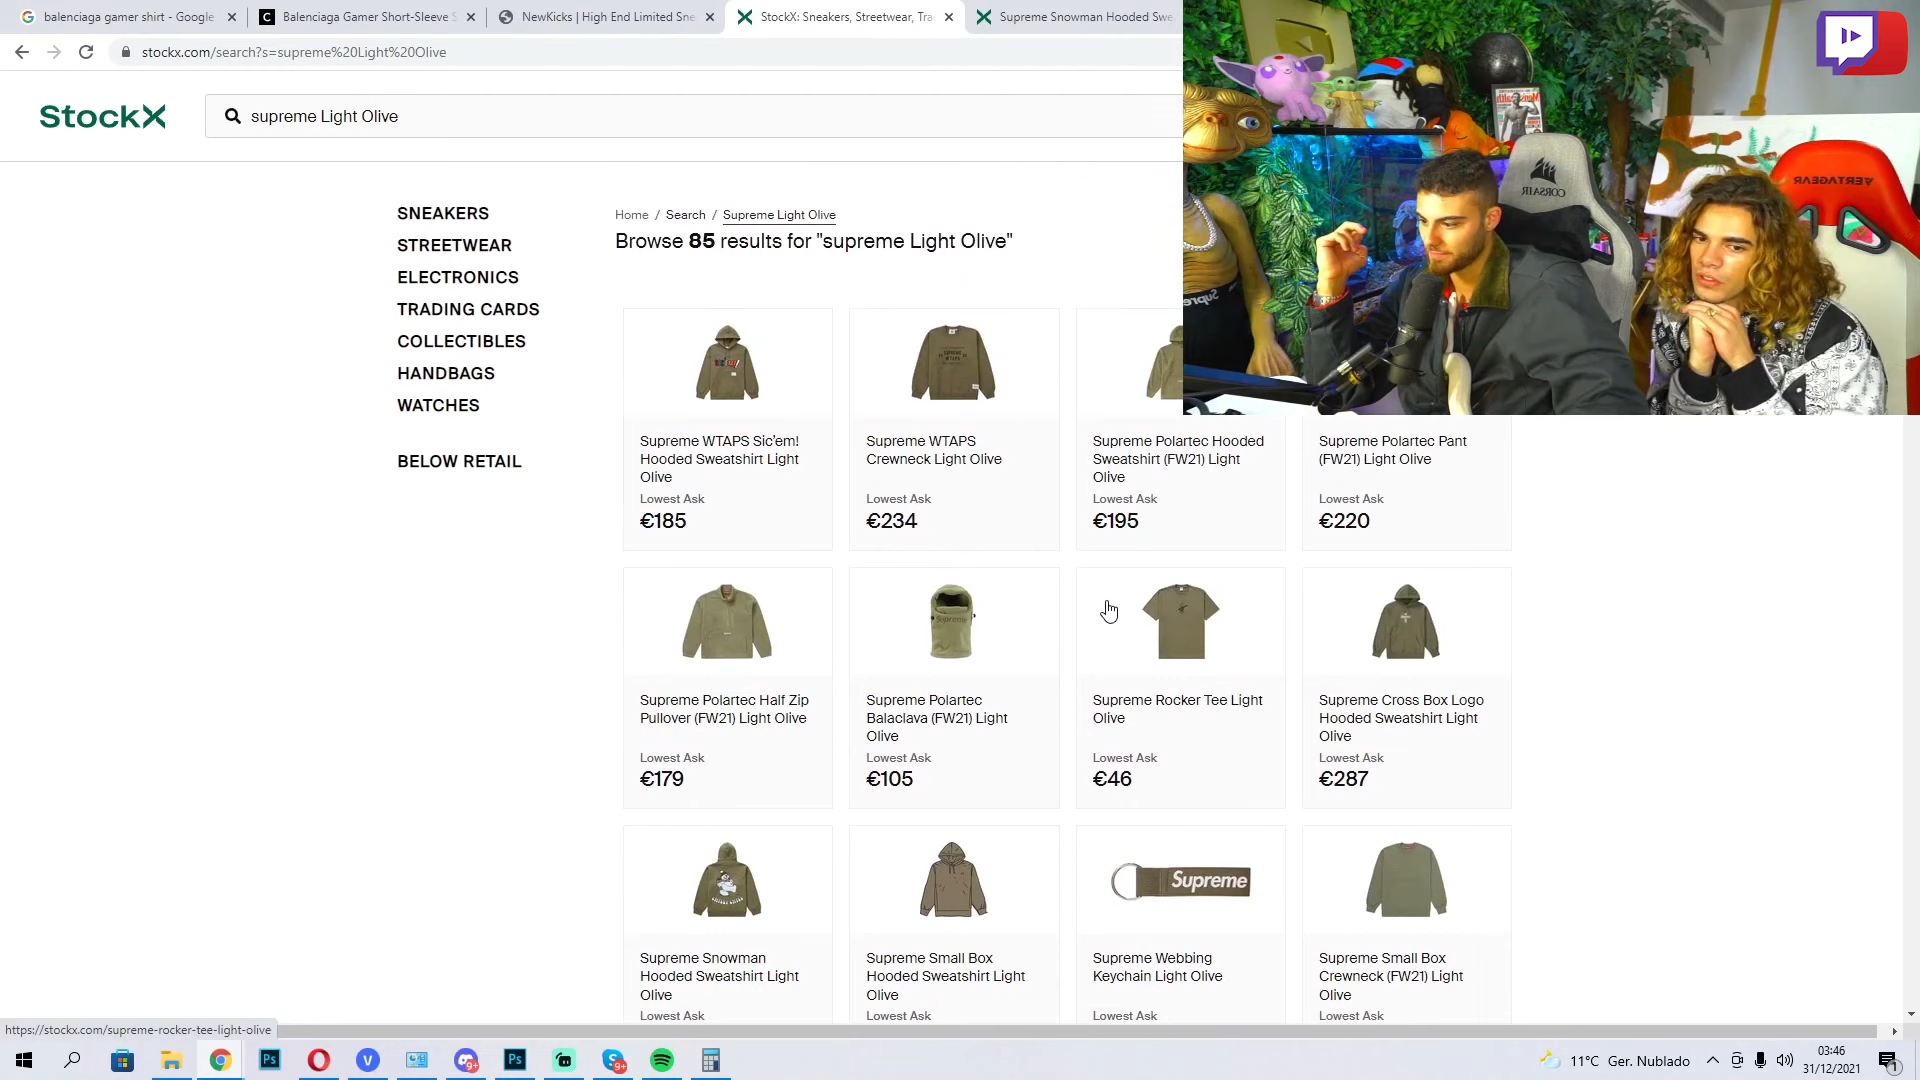 balenciaga gamer shirt - Google
Balenciaga Gamer Short-Sleeve S
NewKicks | High End Limited Sne
StockX: Sneakers, Streetwear, Tra
Supreme Snowman Hooded Swe
stockx.com/search?s=supreme%20Light%20Olive
StockX
supreme Light Olive
SNEAKERS
STREETWEAR
ELECTRONICS
TRADING CARDS
COLLECTIBLES
HANDBAGS
WATCHES
BELOW RETAIL
Home / Search / Supreme Light Olive
Browse 85 results for "supreme Light Olive"
CORSAIR
VERTAGEAR
Supreme WTAPS Sic'em!
Hooded Sweatshirt Light
Olive
Lowest Ask
€185
Supreme WTAPS
Crewneck Light Olive
Lowest Ask
€234
Supreme Polartec Hooded
Sweatshirt (FW21) Light
Olive
Lowest Ask
€195
Supreme Polartec Pant
(FW21) Light Olive
Lowest Ask
€220
Supreme Polartec Half Zip
Pullover (FW21) Light Olive
Lowest Ask
€179
Supreme
Supreme Polartec
Balaclava (FW21) Light
Olive
Lowest Ask
€105
Supreme Rocker Tee Light
Olive
Lowest Ask
€46
Supreme Cross Box Logo
Hooded Sweatshirt Light
Olive
Lowest Ask
€287
Supreme Snowman
Hooded Sweatshirt Light
Olive
Lowest Ask
Supreme Small Box
Hooded Sweatshirt Light
Olive
Lowest Ask
Supreme
Supreme Webbing
Keychain Light Olive
Lowest Ask
Supreme Small Box
Crewneck (FW21) Light
Olive
Lowest Ask
https://stockx.com/supreme-rocker-tee-light-olive
Ps
V
9+
Ps
S
9+
11°C Ger. Nublado
03:46
31/12/2021
1